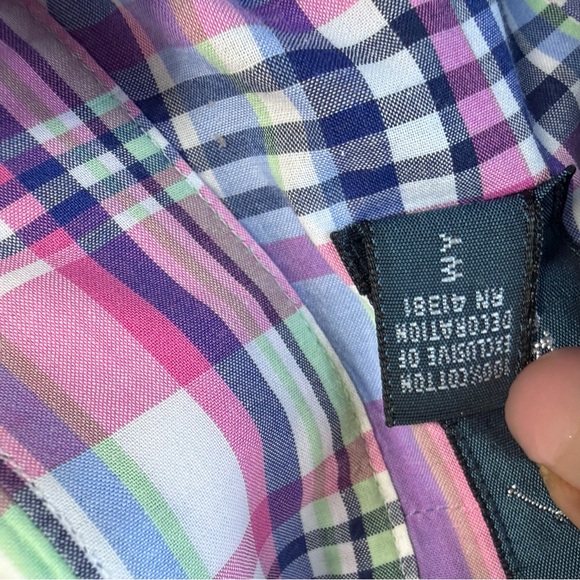 100% COTTON
EXCLUSIVE OF
DECORATION
RN 41381
M/Y